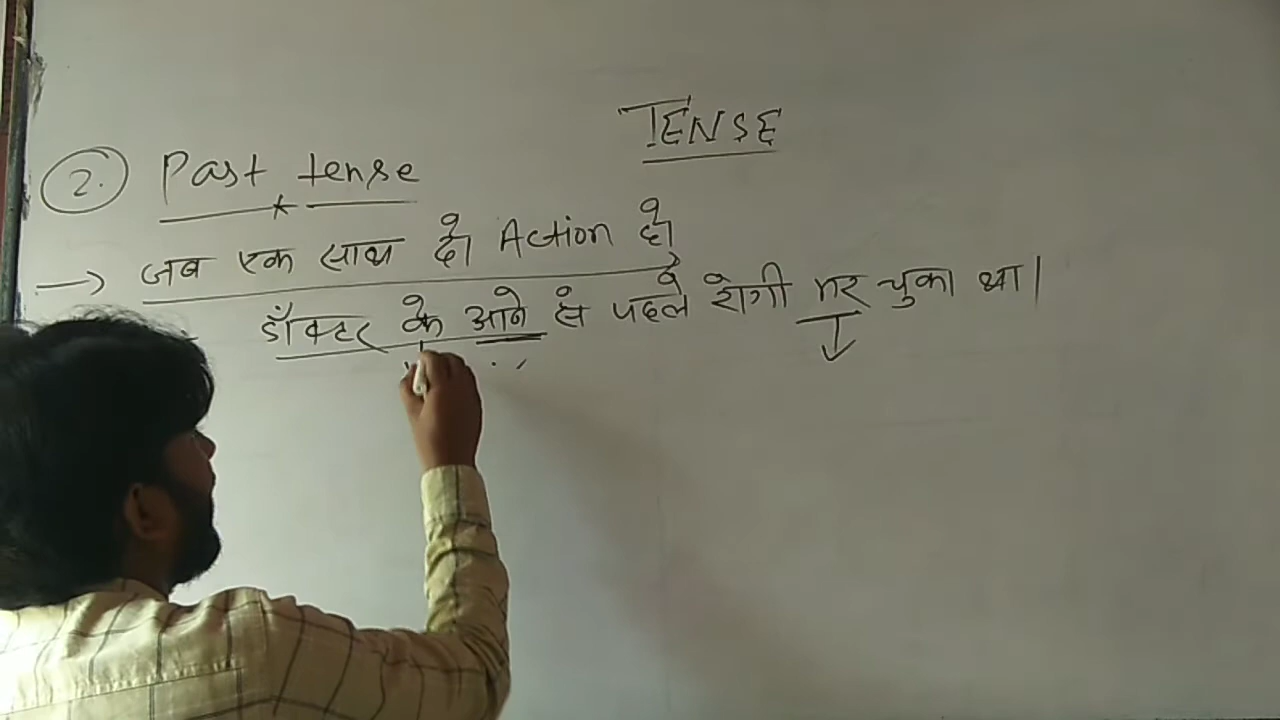 TENSE
2. Past tense
→ जब एक साथ दो Action हो
डॉक्टर के आने से पहले रोगी मर चुका था।